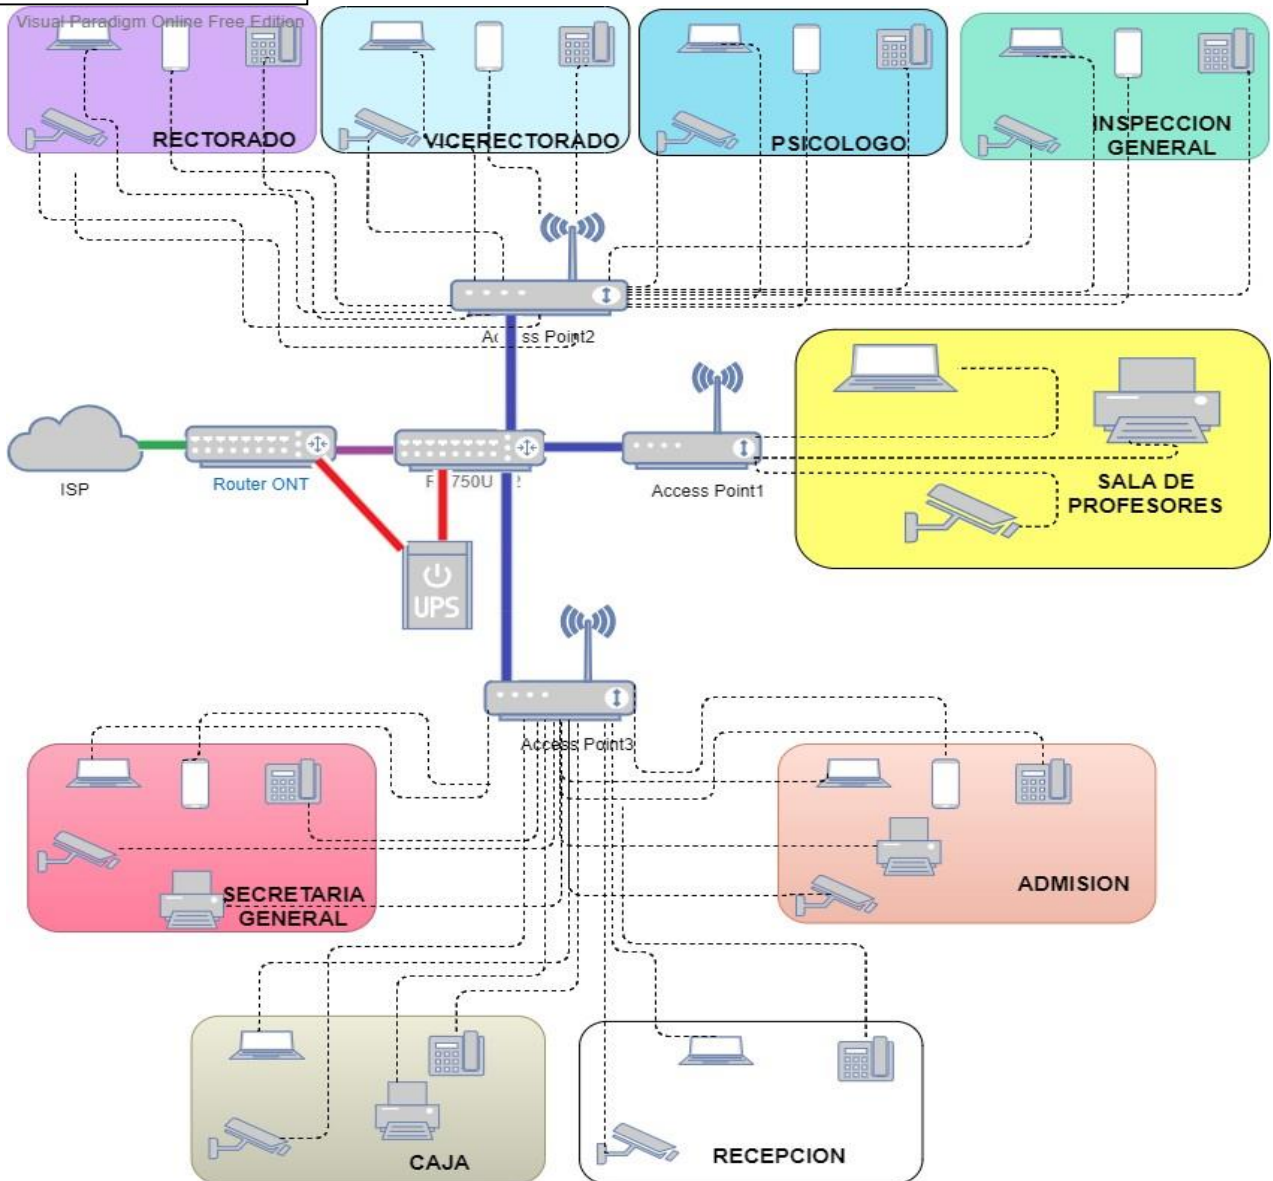 Visual Paradigm Online Free Edition
RECTORADO
VICERECTORADO
PSICOLOGO
INSPECCION
GENERAL
Point2
ISP
Router ONT
Access Point1
SALA DE
PROFESORES
UPS
Access Point3
SECRETARIA
GENERAL
ADMISION
CAJA
RECEPCION